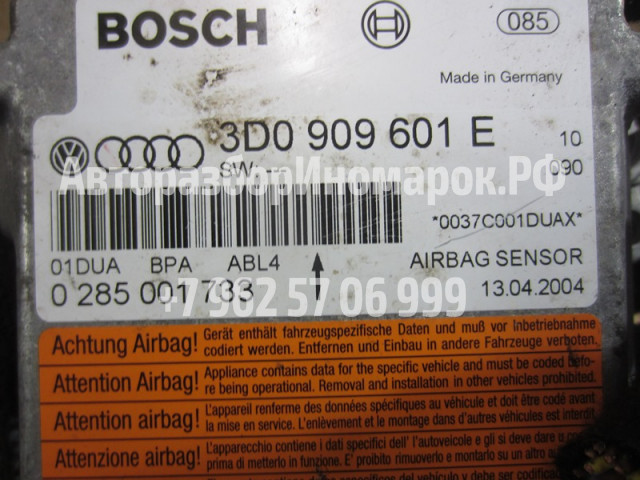 BOSCH
085
Made in Germany
3D0 909 601 E
10
SW---
090
АвторазборИномарок.РФ
*0037C001DUAX*
01DUA BPA ABL4
AIRBAG SENSOR
0 285 001 733
+7 902 57 06 999
13.04.2004
Achtung Airbag! Gerät enthält fahrzeugspezifische Daten und muß vor Inbetriebnahme
codiert werden. Entfernen und Einbau in andere Fahrzeuge verboten.
Attention Airbag! Appliance contains data for the specific vehicle and must be coded befo-
re being operational. Removal and installation in other vehicles prohibited.
Attention airbag! L'appareil renferme des données spécifiques au véhicule et doit être codé avant
la mise en service. L'enlèvement et le montage dans d'autres véhicules est interdit
Attenzione airbag! L'apparecchio contiene i dati specifici dell' l'autoveicole e gli si deve dare o co
prima di metterlo in funzione. E' proibito rimuoverlo e montarlo su un altro